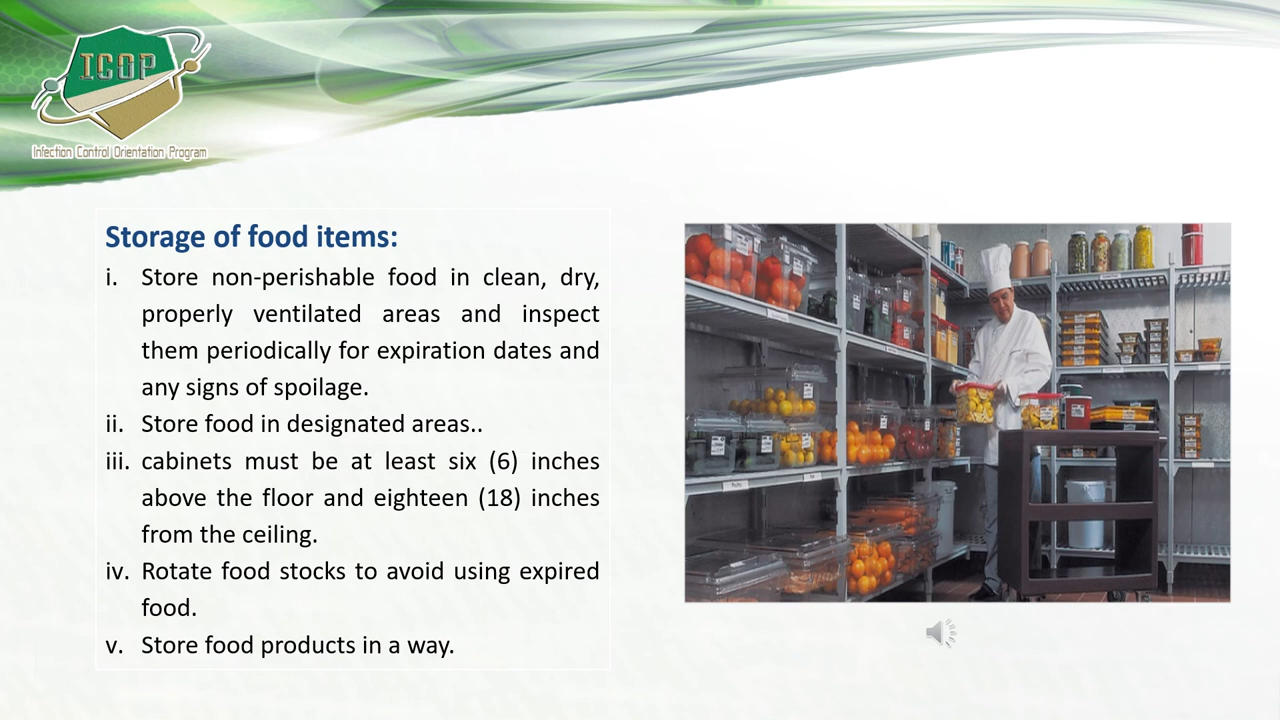 ICOP
Infection Control Orientation Program
Storage of food items:
i. Store non-perishable food in clean, dry,
properly ventilated areas and inspect
them periodically for expiration dates and
any signs of spoilage.
ii. Store food in designated areas..
iii. cabinets must be at least six (6) inches
above the floor and eighteen (18) inches
from the ceiling.
iv. Rotate food stocks to avoid using expired
food.
v. Store food products in a way.